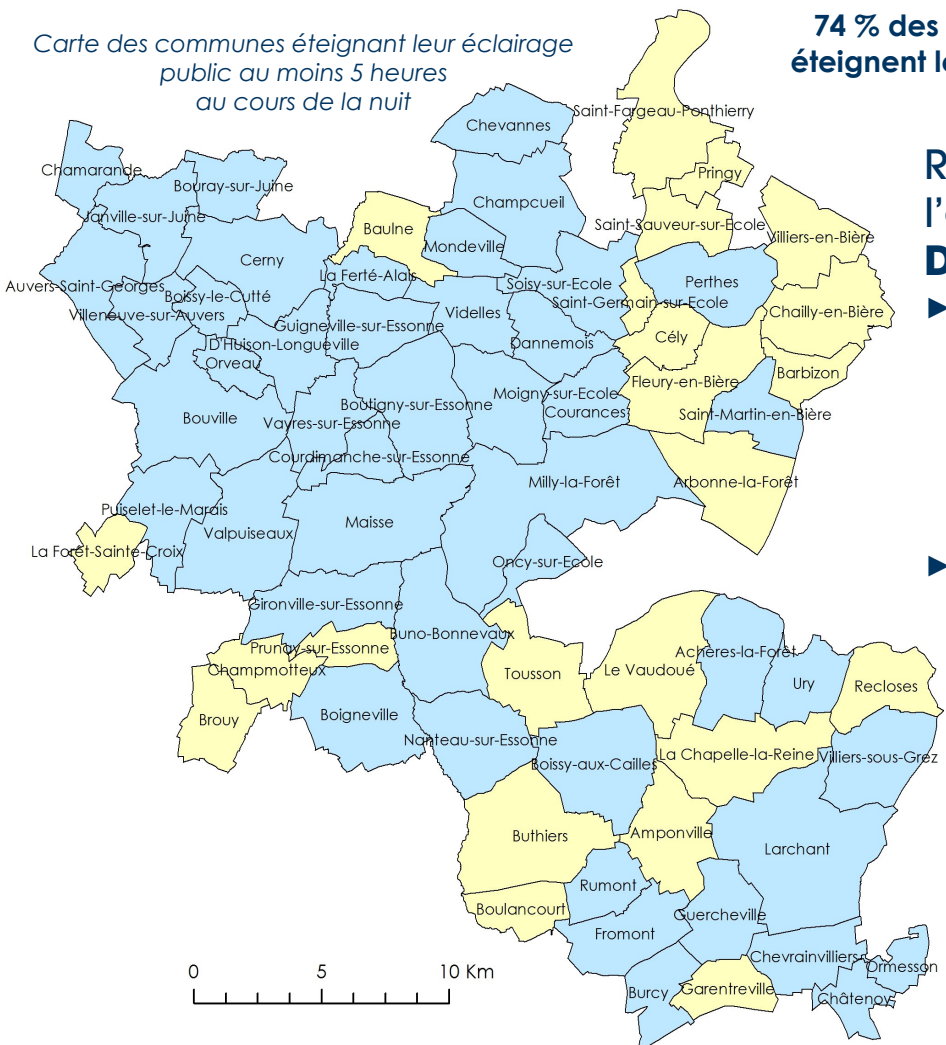 Carte des communes éteignant leur éclairage
public au moins 5 heures
au cours de la nuit
74 % des
éteignent l
R
l'
D
►
►
Saint-Fargeau-Ponthierry
Chevannes
Pringy
Chamarande
Bouray-sur-Juine
Champcueil
Janville-sur-Juine
Baulne
Saint-Sauveur-sur-Ecole
Villiers-en-Bière
Mondeville
Cerny
La Ferté-Alais
Soisy-sur-Ecole
Perthes
Auvers-Saint-Georges
Boissy-le-Cutté
Saint-Germain-sur-Ecole
Villeneuve-sur-Auvers
Videlles
Chailly-en-Bière
Guigneville-sur-Essonne
D'Huison-Longueville
Dannemois
Cély
Orveau
Barbizon
Fleury-en-Bière
Moigny-sur-Ecole
Boutigny-sur-Essonne
Courances
Saint-Martin-en-Bière
Bouville
Vayres-sur-Essonne
Courdimanche-sur-Essonne
Milly-la-Forêt
Arbonne-la-Forêt
Puiselet-le-Marais
Maisse
Valpuiseaux
La Forêt-Sainte-Croix
Oncy-sur-Ecole
Gironville-sur-Essonne
Buno-Bonnevaux
Prunay-sur-Essonne
Achères-la-Forêt
Champmotteux
Tousson
Le Vaudoué
Ury
Recloses
Brouy
Boigneville
Nanteau-sur-Essonne
La Chapelle-la-Reine
Villiers-sous-Grez
Boissy-aux-Cailles
Buthiers
Amponville
Larchant
Rumont
Boulancourt
Guercheville
Fromont
Chevrainvilliers
Ormesson
Garentreville
Burcy
Châtenoy
0 5 10 Km